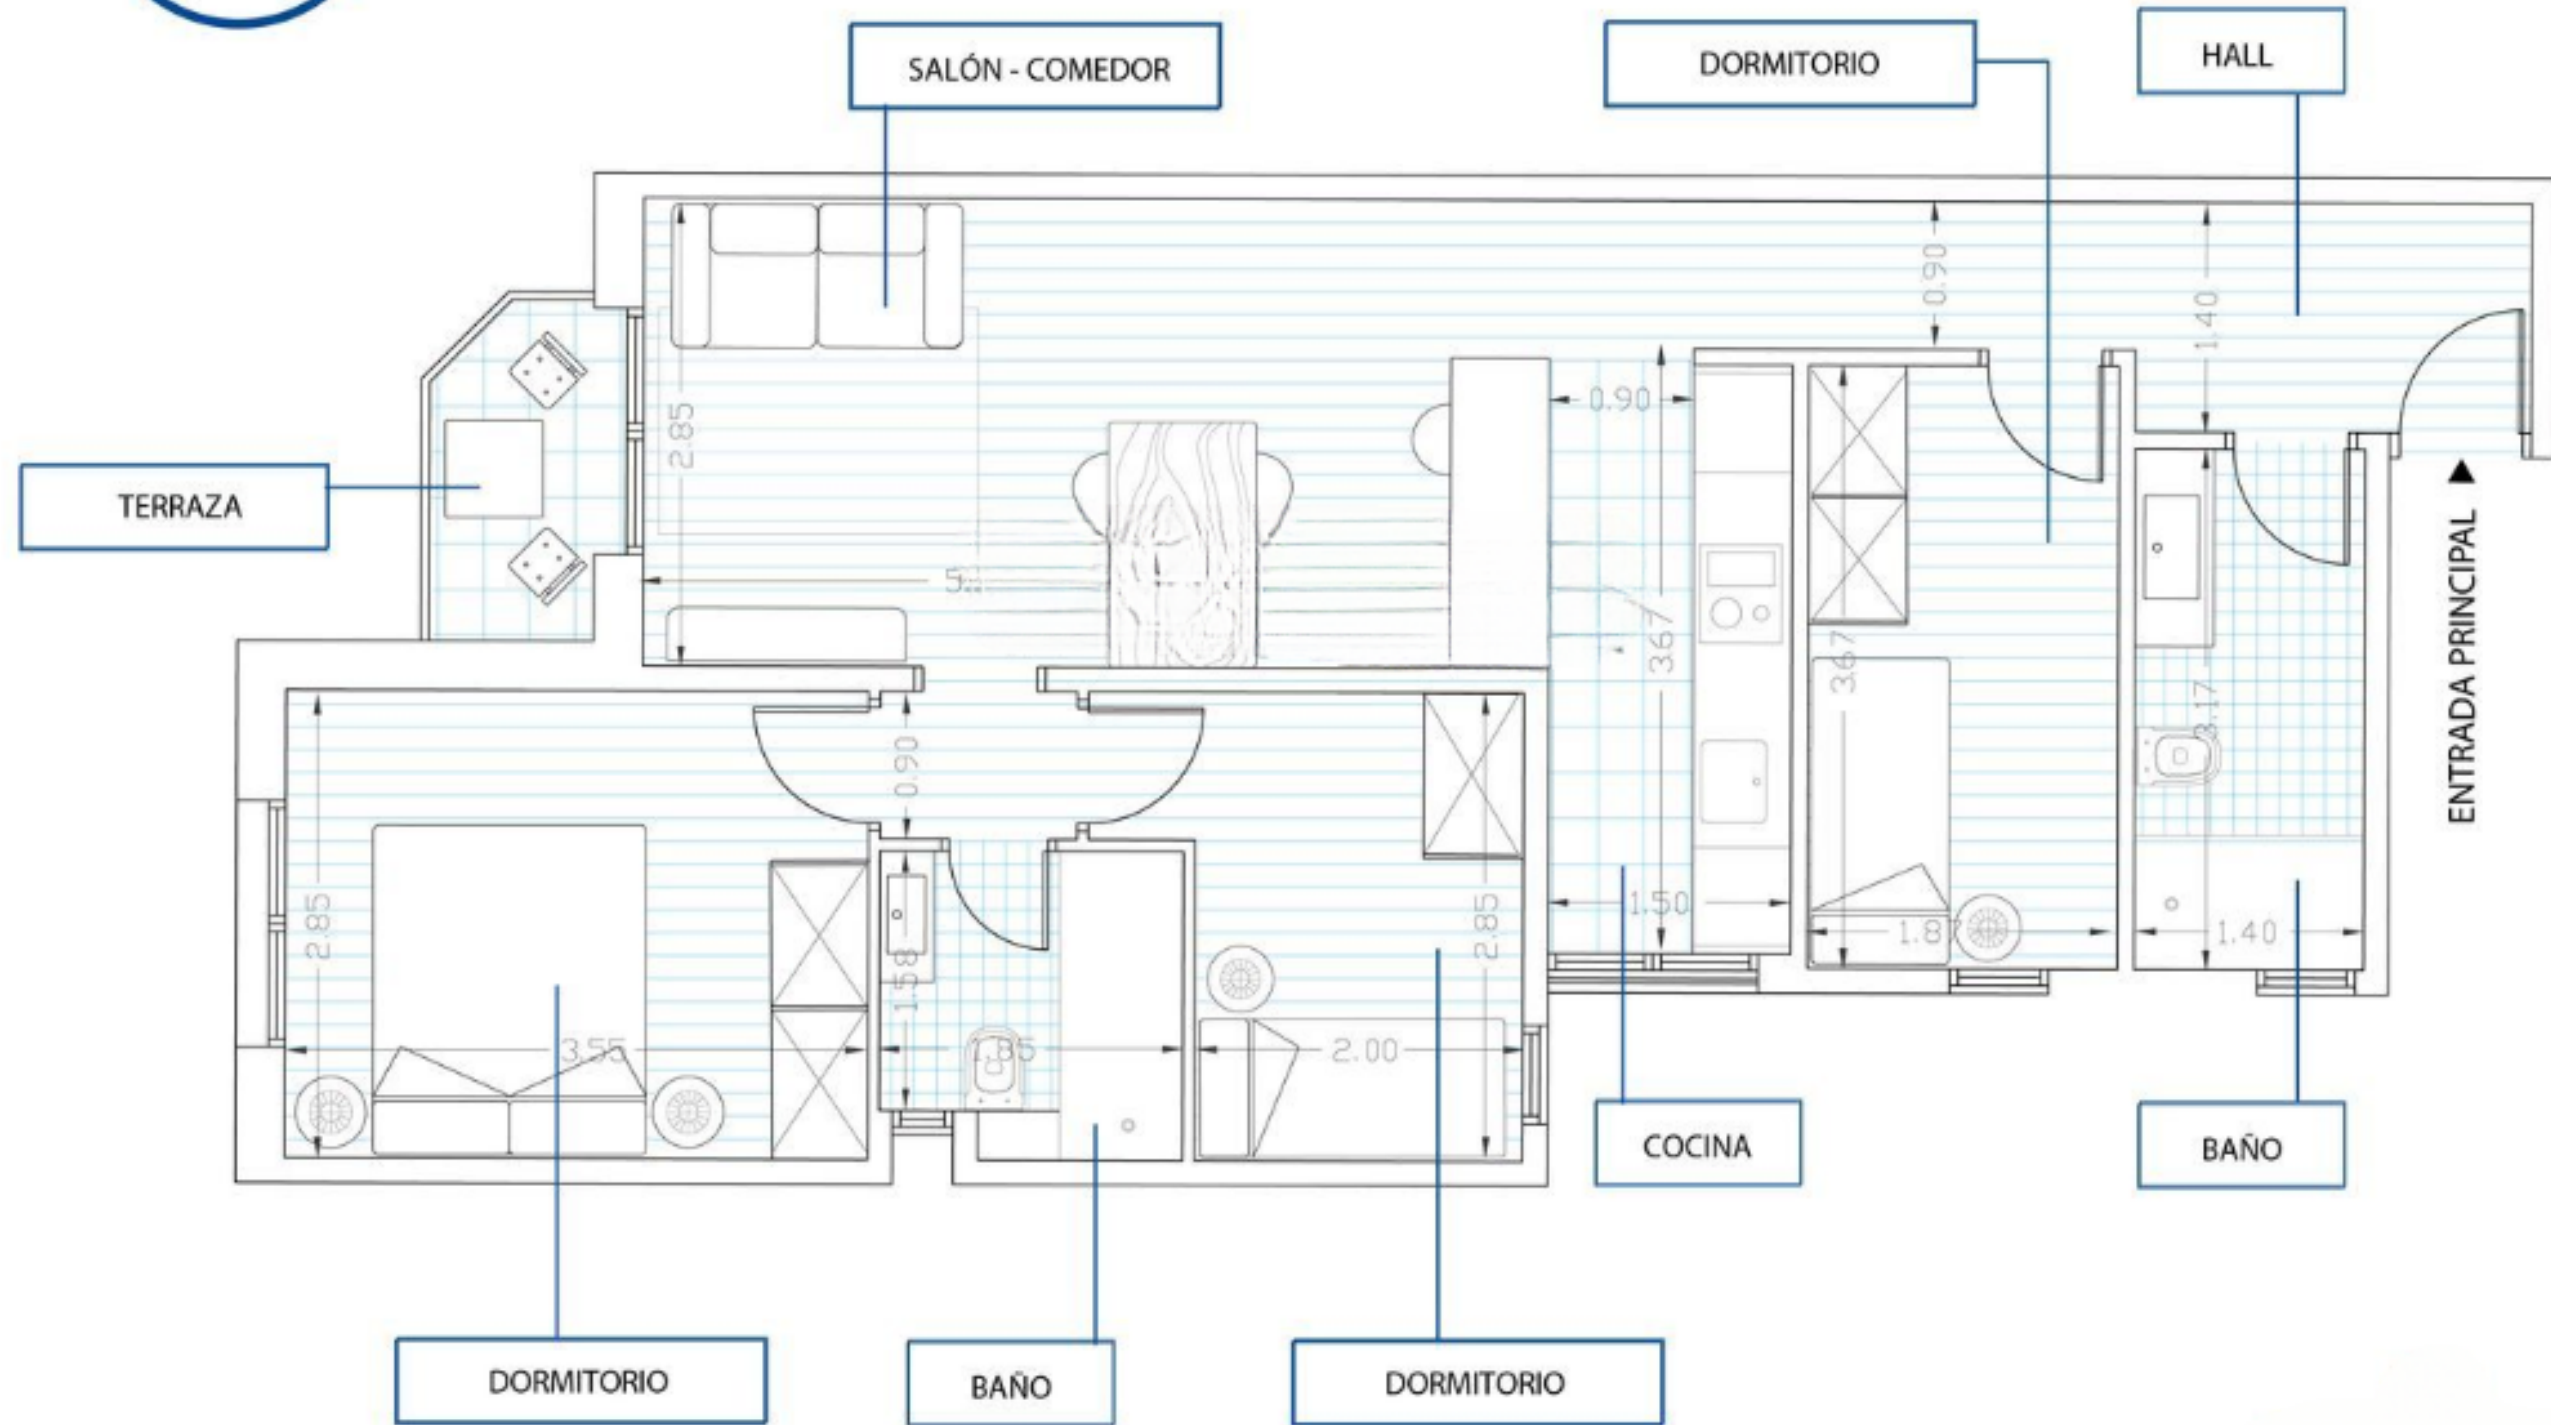 SALÓN - COMEDOR
DORMITORIO
HALL
TERRAZA
2.85
0.90
1.40
0.90
3.67
3.67
3.17
ENTRADA PRINCIPAL
2.85
0.90
3.55
1.58
1.85
2.85
2.00
1.50
1.87
1.40
COCINA
BAÑO
DORMITORIO
BAÑO
DORMITORIO